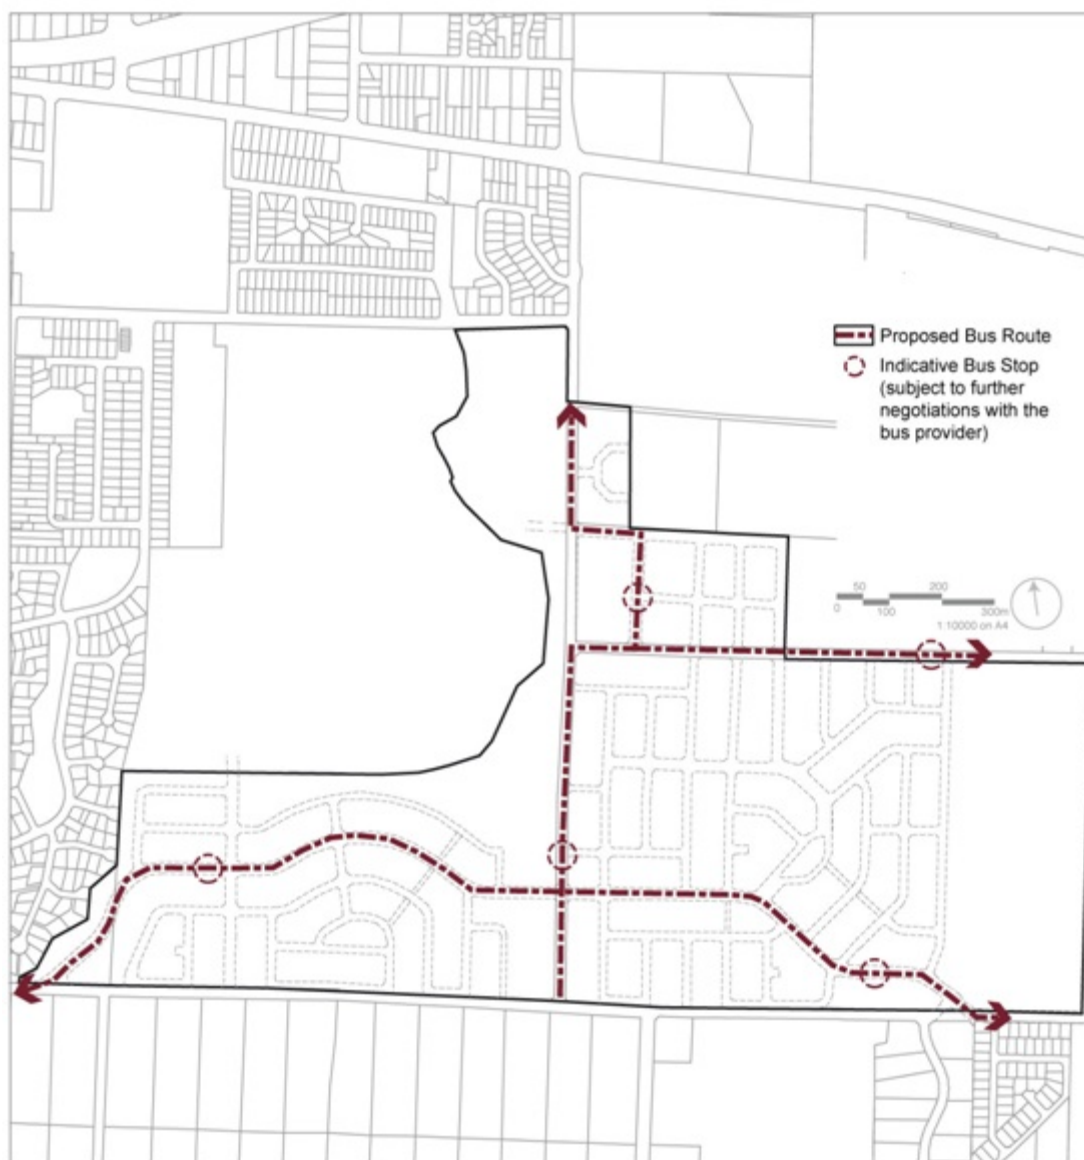 Proposed Bus Route
Indicative Bus Stop
(subject to further
negotiations with the
bus provider)
50 200
0 100 300m
1:10000 on A4